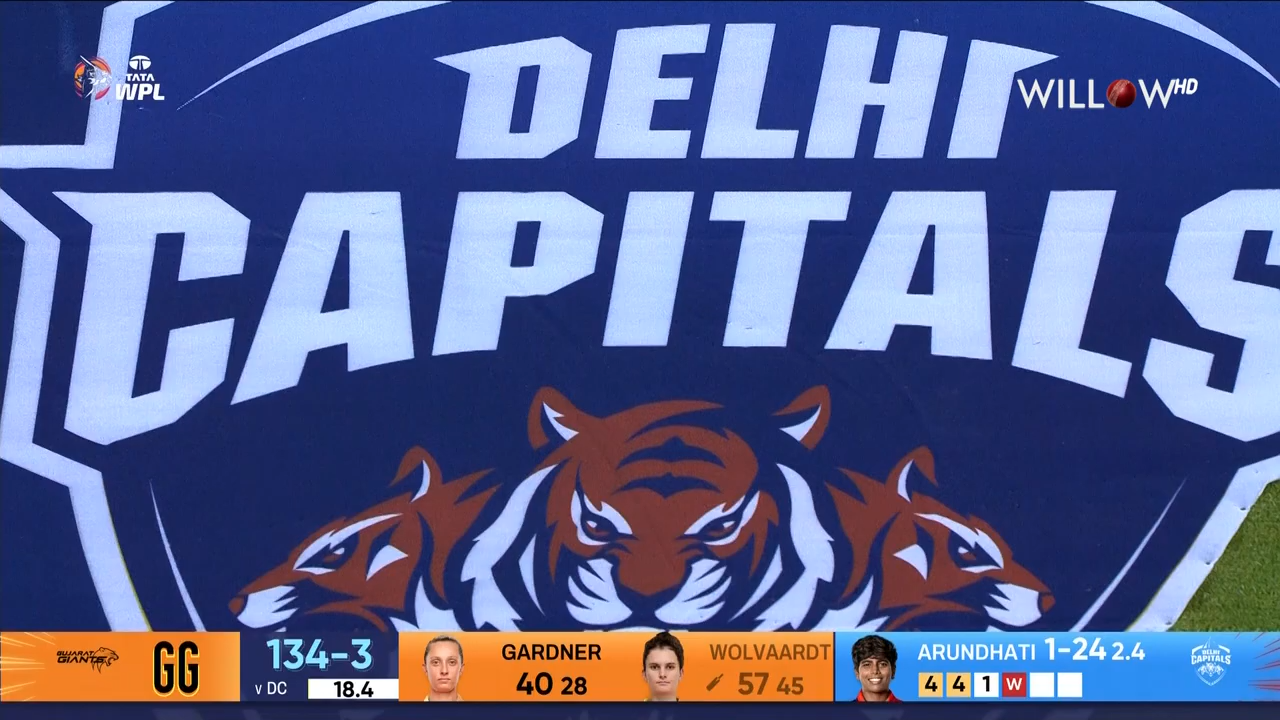 DELHI
CAPITALS
TATA
WPL
WILLOW HD
GUJARAT
GIANTS
GG
134-3
v DC
18.4
GARDNER
40 28
WOLVAARDT
57 45
ARUNDHATI 1-24 2.4
4 4 1 W
DELHI
CAPITALS